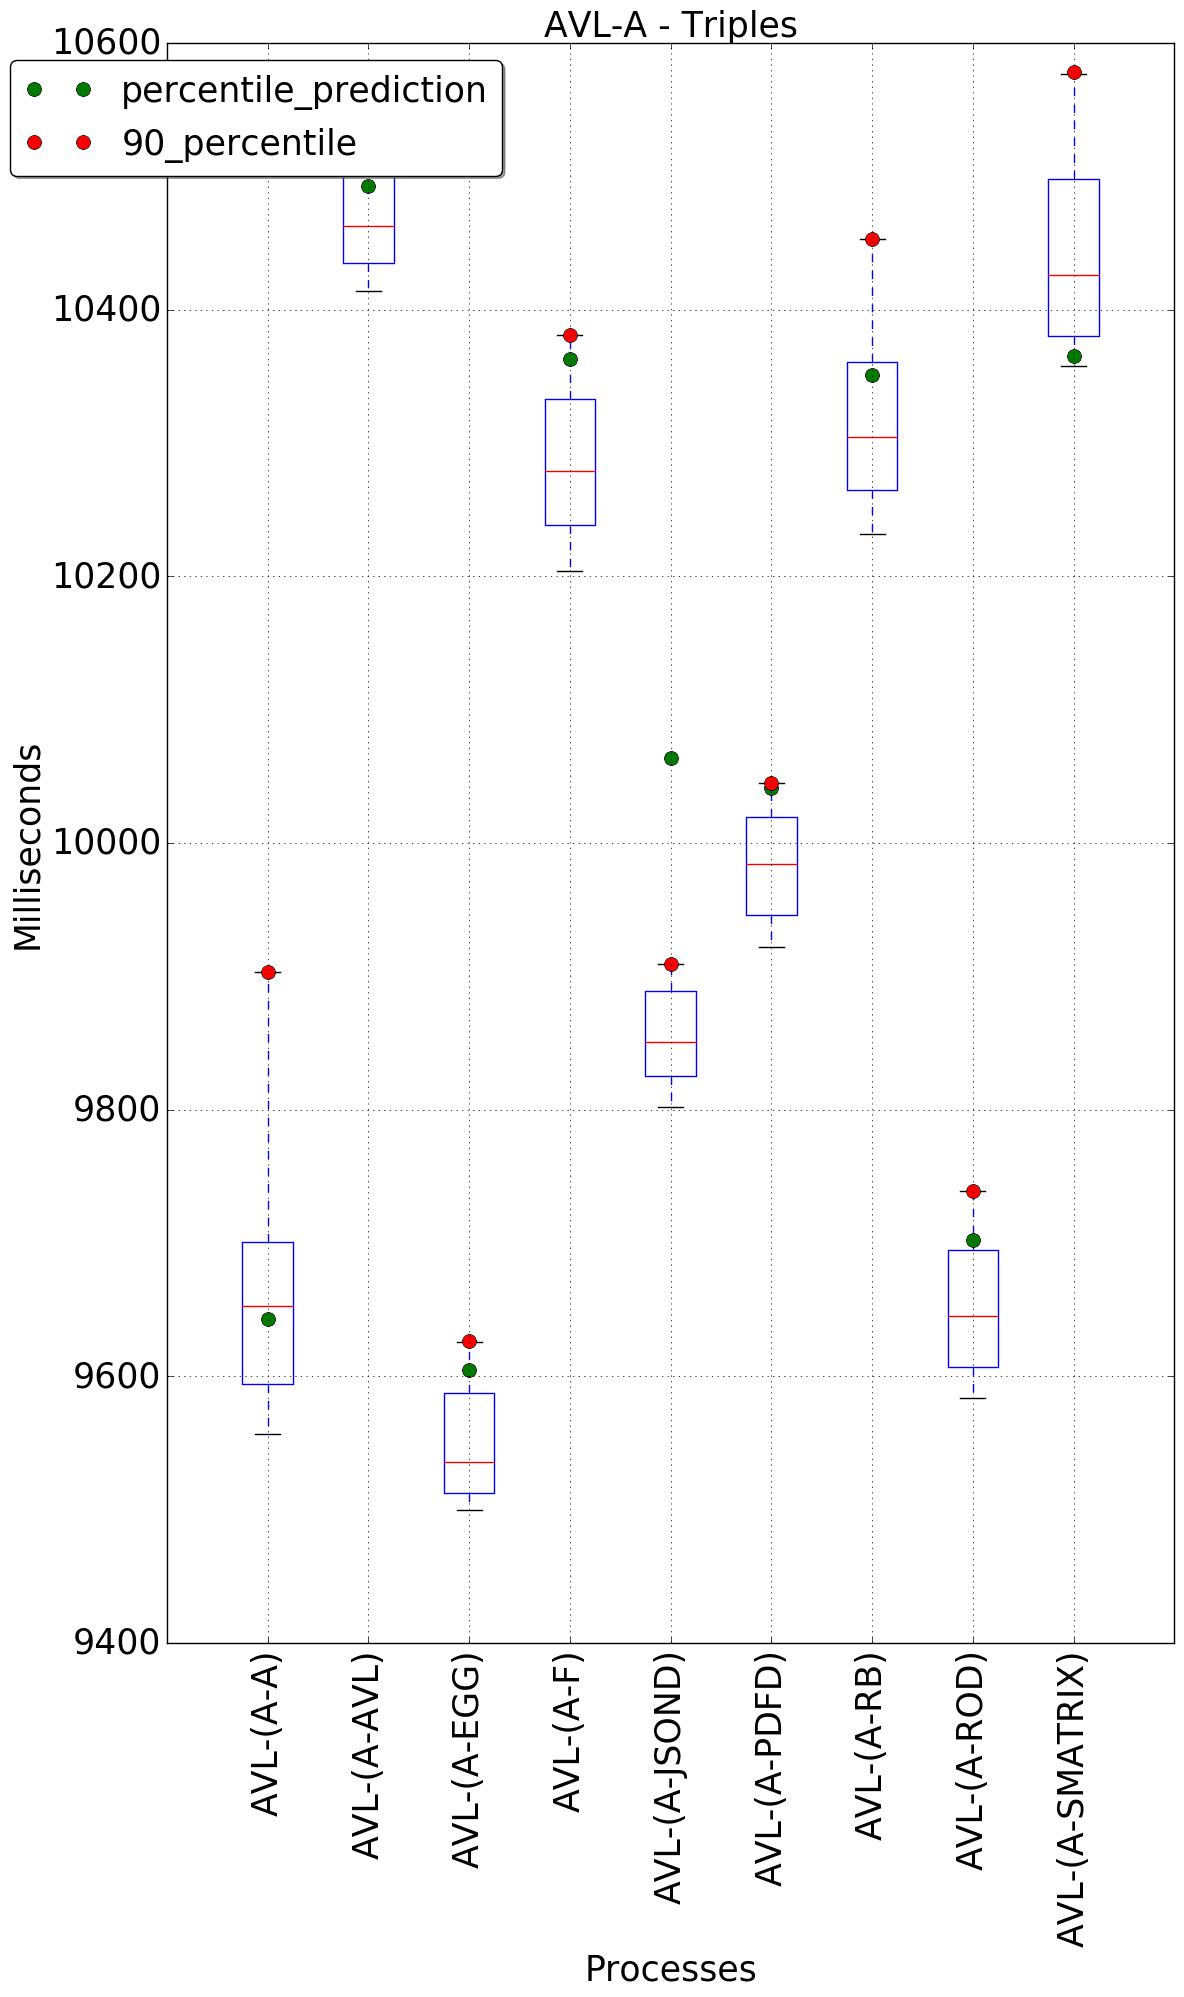 AVL-A - Triples
10600
percentile_prediction
90_percentile
10400
10200
10000
9800
9600
9400
Milliseconds
AVL-(A-A)
AVL-(A-AVL)
AVL-(A-EGG)
AVL-(A-F)
AVL-(A-JSOND)
AVL-(A-PDFD)
AVL-(A-RB)
AVL-(A-ROD)
AVL-(A-SMATRIX)
Processes